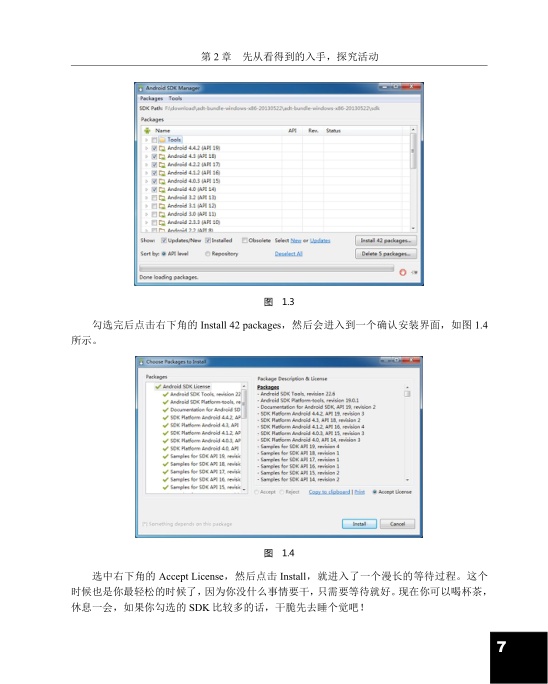 第 2 章 先从看得到的入手，探究活动
Android SDK Manager
Packages Tools
SDK Path: F:\download\adt-bundle-windows-x86-20130522\adt-bundle-windows-x86-20130522\sdk
Packages
Name API Rev. Status
Tools
Android 4.4.2 (API 19)
Android 4.3 (API 18)
Android 4.2.2 (API 17)
Android 4.1.2 (API 16)
Android 4.0.3 (API 15)
Android 4.0 (API 14)
Android 3.2 (API 13)
Android 3.1 (API 12)
Android 3.0 (API 11)
Android 2.3.3 (API 10)
Android 2.2 (API 8)
Show: Updates/New Installed Obsolete Select New or Updates Install 42 packages...
Sort by: API level Repository Deselect All Delete 5 packages...
Done loading packages.
图 1.3
勾选完后点击右下角的 Install 42 packages，然后会进入到一个确认安装界面，如图 1.4
所示。
Choose Packages to Install
Packages
Android SDK License
Android SDK Tools, revision 22
Android SDK Platform-tools, re
Documentation for Android SD
SDK Platform Android 4.4.2, AP
SDK Platform Android 4.3, API
SDK Platform Android 4.1.2, AP
SDK Platform Android 4.0.3, AP
SDK Platform Android 4.0, API
Samples for SDK API 19, revisic
Samples for SDK API 18, revisic
Samples for SDK API 17, revisic
Samples for SDK API 16, revisic
Samples for SDK API 15, revisic
Package Description & License
Packages
- Android SDK Tools, revision 22.6
- Android SDK Platform-tools, revision 19.0.1
- Documentation for Android SDK, API 19, revision 2
- SDK Platform Android 4.4.2, API 19, revision 3
- SDK Platform Android 4.3, API 18, revision 2
- SDK Platform Android 4.1.2, API 16, revision 4
- SDK Platform Android 4.0.3, API 15, revision 3
- SDK Platform Android 4.0, API 14, revision 3
- Samples for SDK API 19, revision 4
- Samples for SDK API 18, revision 1
- Samples for SDK API 17, revision 1
- Samples for SDK API 16, revision 1
- Samples for SDK API 15, revision 2
- Samples for SDK API 14, revision 2
Accept Reject Copy to clipboard | Print Accept License
Something depends on this package
Install Cancel
图 1.4
选中右下角的 Accept License，然后点击 Install，就进入了一个漫长的等待过程。这个
时候也是你最轻松的时候了，因为你没什么事情要干，只需要等待就好。现在你可以喝杯茶，
休息一会，如果你勾选的 SDK 比较多的话，干脆先去睡个觉吧！
7